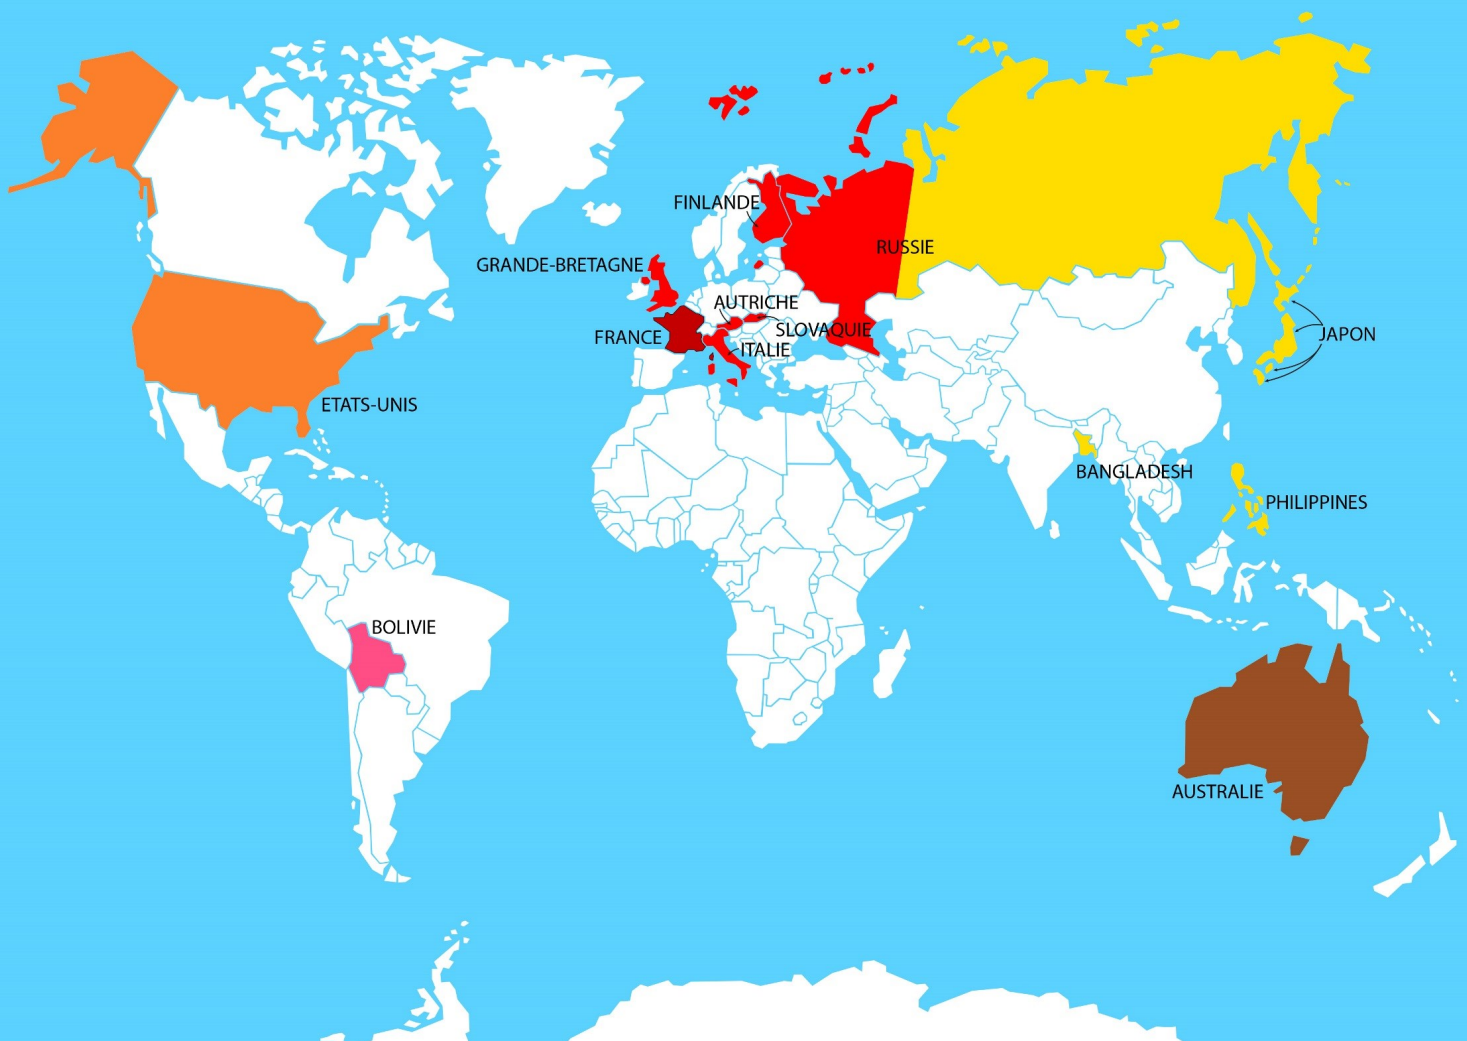 FINLANDE
RUSSIE
GRANDE-BRETAGNE
AUTRICHE
SLOVAQUIE
FRANCE
ITALIE
JAPON
ETATS-UNIS
BANGLADESH
PHILIPPINES
BOLIVIE
AUSTRALIE